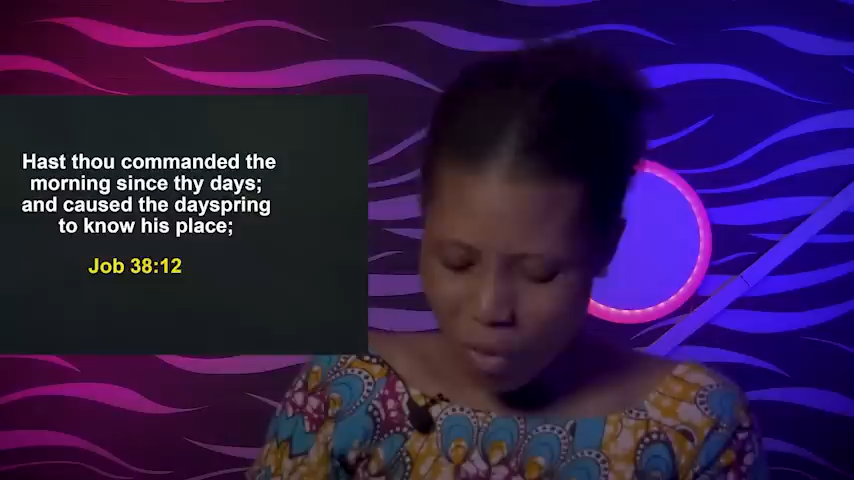 Hast thou commanded the
morning since thy days;
and caused the dayspring
to know his place;
Job 38:12